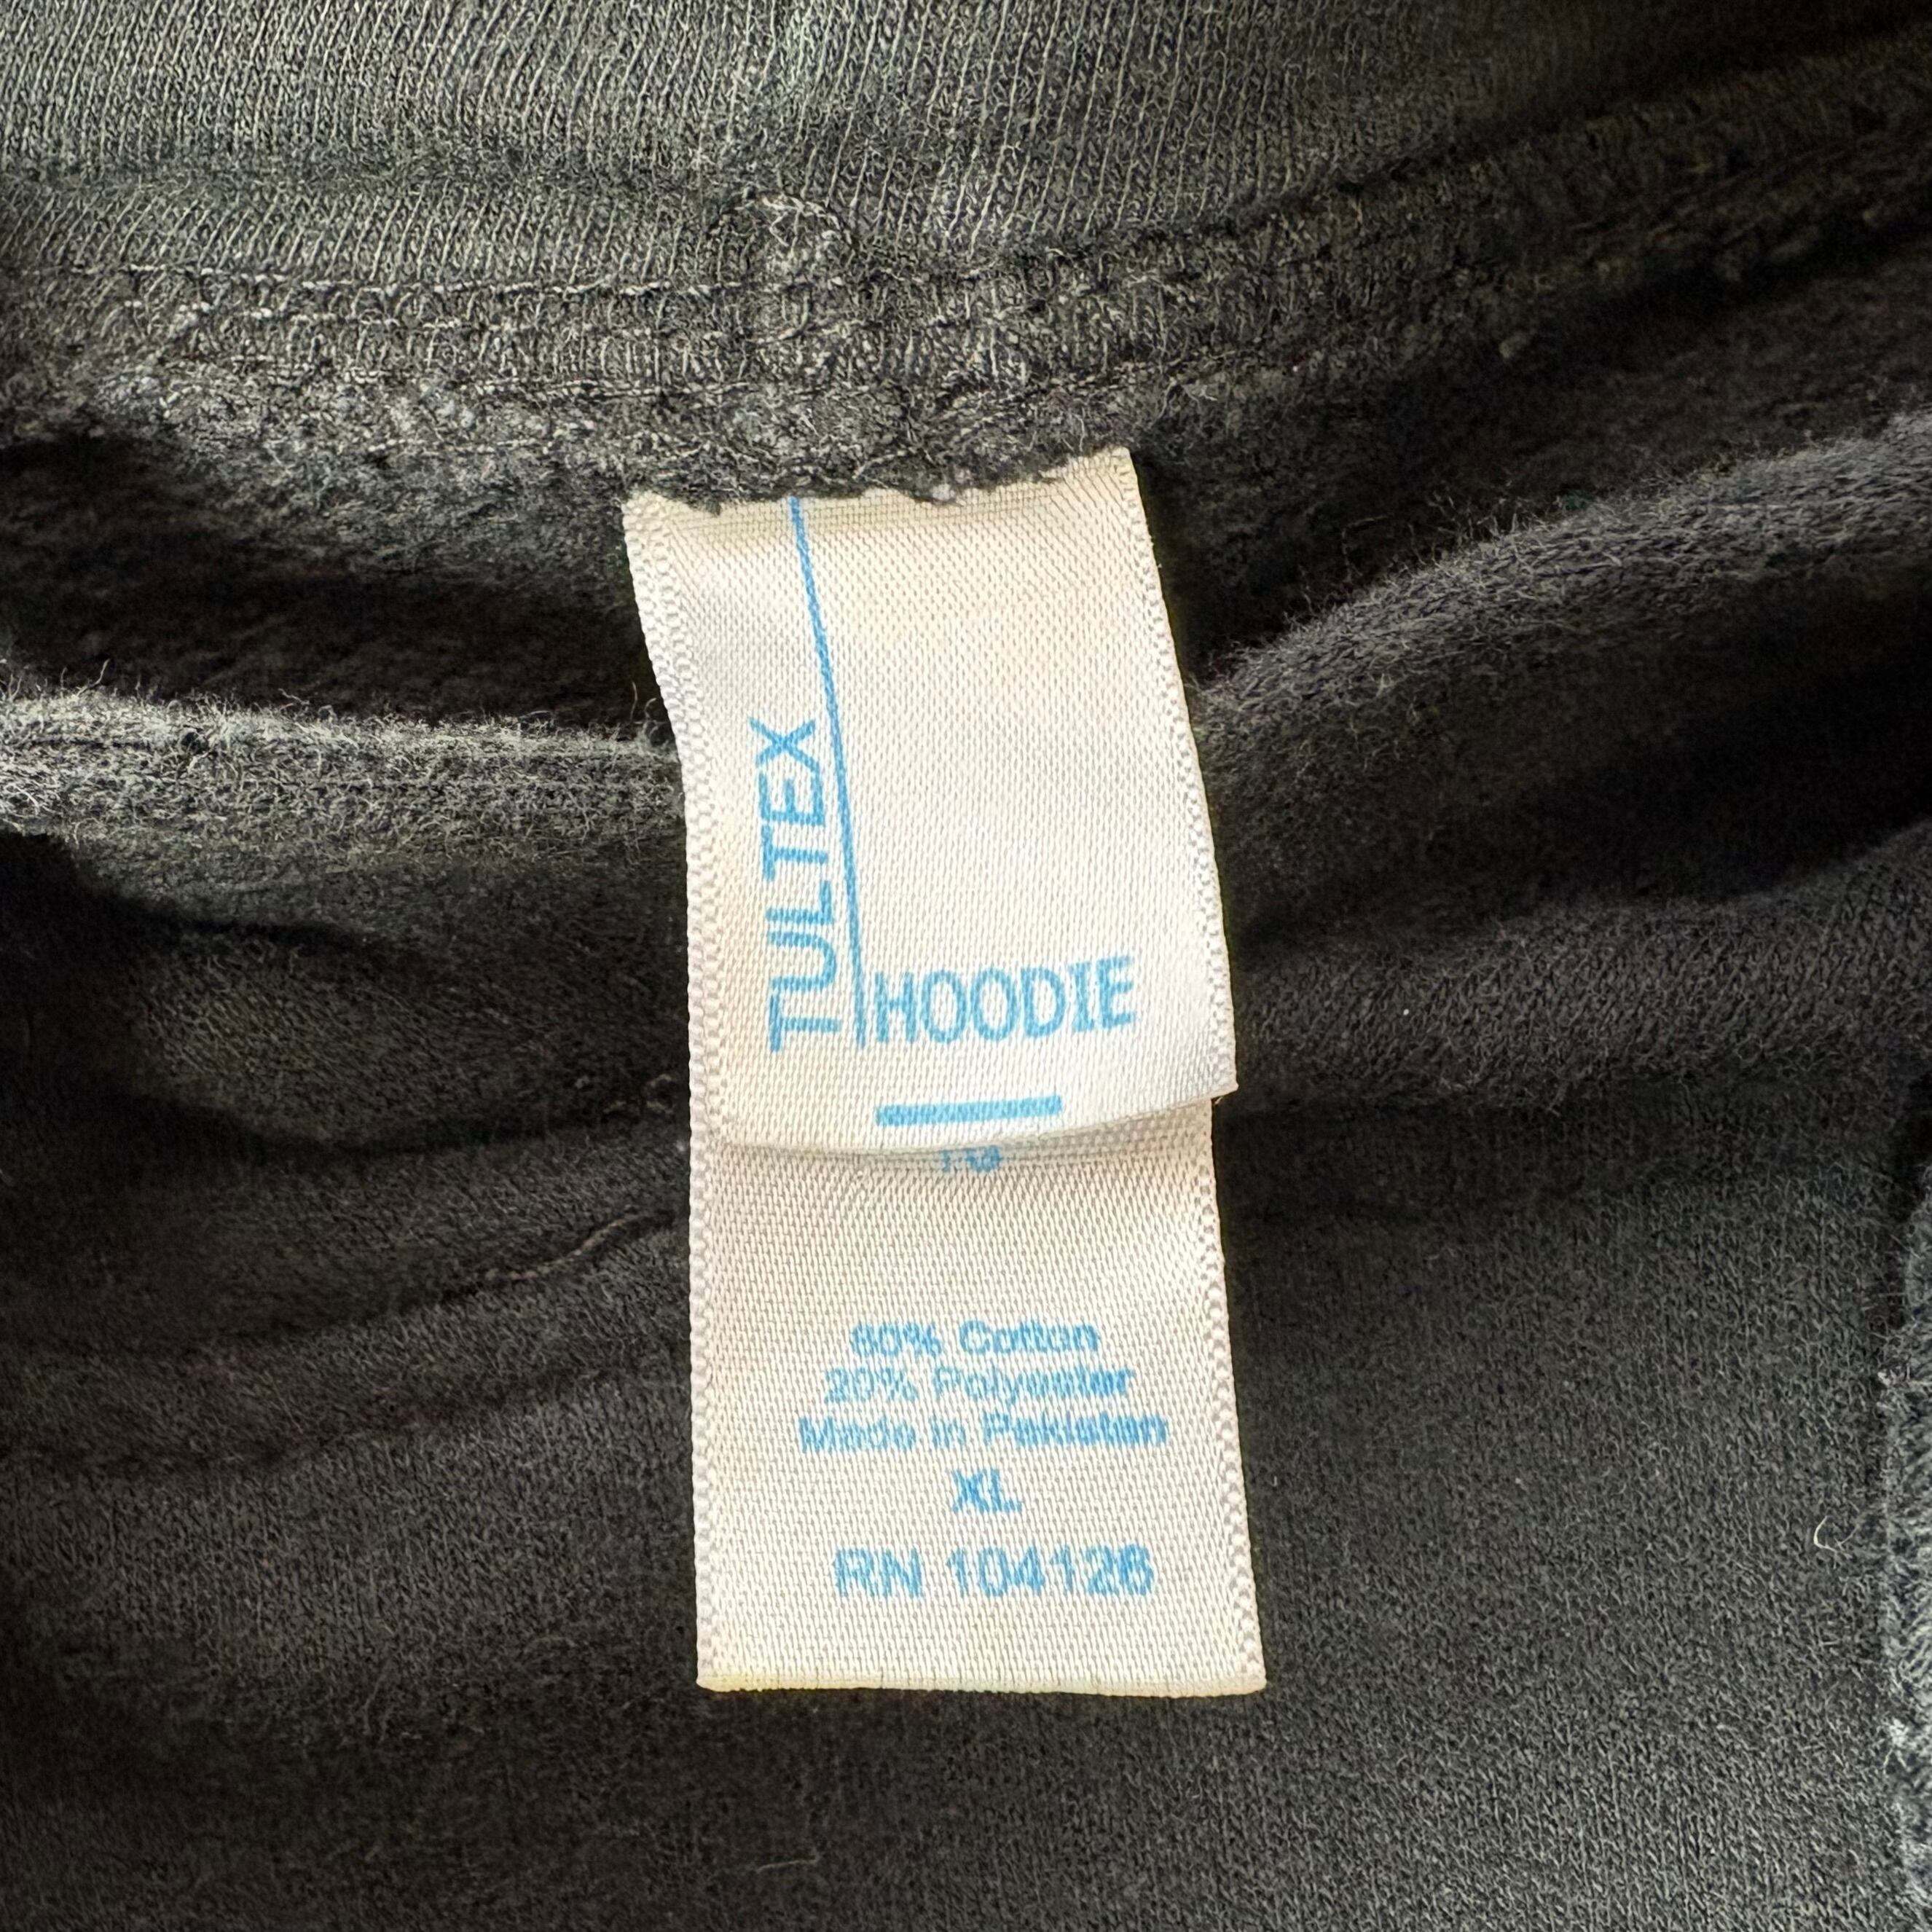 TULTEX
HOODIE
80% Cotton
20% Polyester
Made in Pakistan
XL
RN 104126